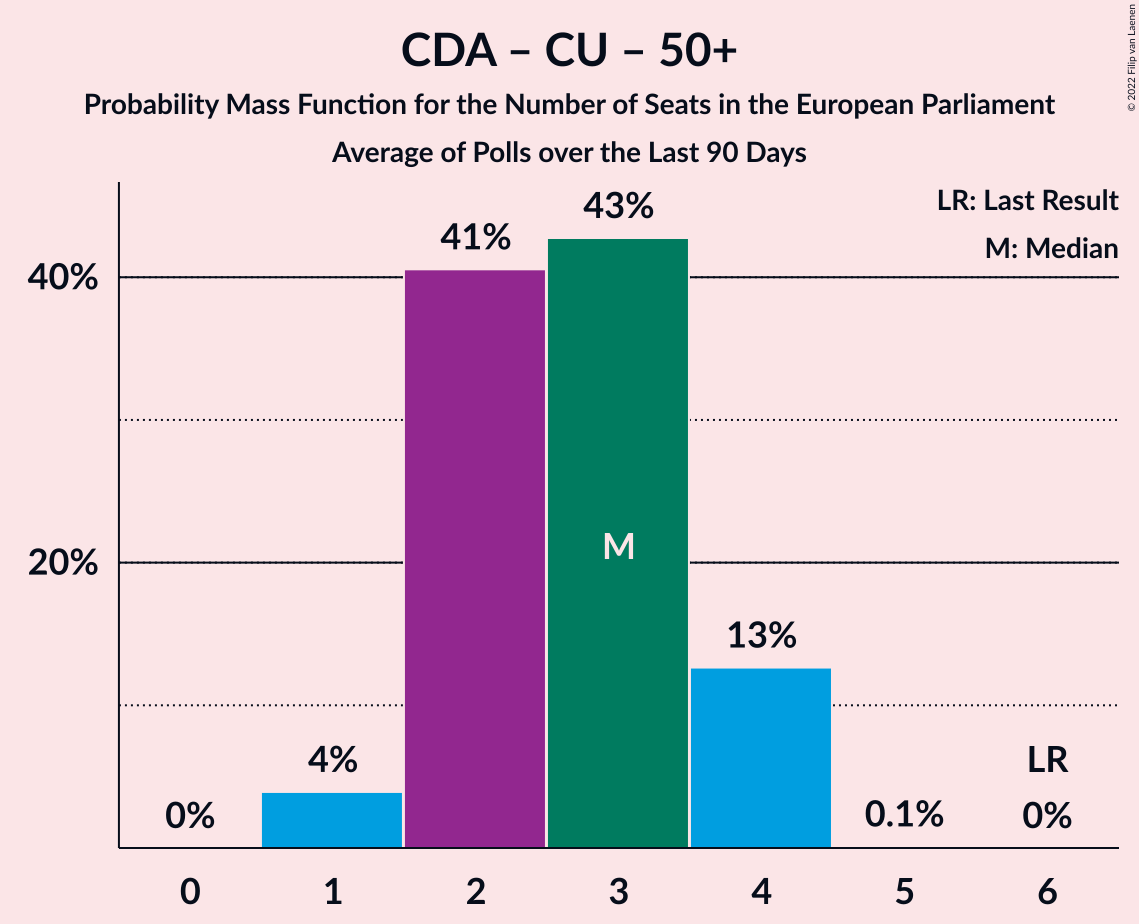 CDA – CU – 50+
Probability Mass Function for the Number of Seats in the European Parliament
Average of Polls over the Last 90 Days
© 2022 Filip van Laenen
LR: Last Result
M: Median
43%
41%
40%
M
20%
13%
4%
LR
0%
0.1%
0%
0 1 2 3 4 5 6